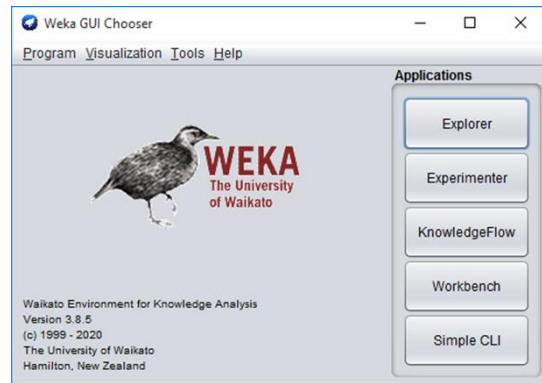 Weka GUI Chooser
Program Visualization Tools Help
Applications
Explorer
Experimenter
KnowledgeFlow
Workbench
Simple CLI
WEKA
The University
of Waikato
Waikato Environment for Knowledge Analysis
Version 3.8.5
(c) 1999 - 2020
The University of Waikato
Hamilton, New Zealand